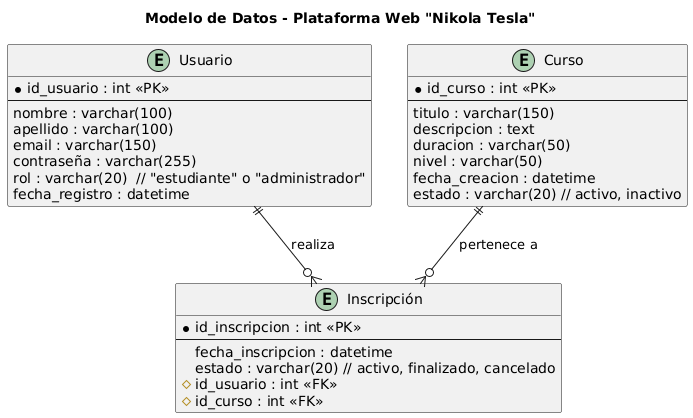 Modelo de Datos - Plataforma Web "Nikola Tesla"
E Usuario
id_usuario : int «PK»
nombre : varchar(100)
apellido : varchar(100)
email : varchar(150)
contraseña : varchar(255)
rol : varchar(20)  // "estudiante" o "administrador"
fecha_registro : datetime
E Curso
id_curso : int «PK»
titulo : varchar(150)
descripcion : text
duracion : varchar(50)
nivel : varchar(50)
fecha_creacion : datetime
estado : varchar(20) // activo, inactivo
realiza
pertenece a
E Inscripción
id_inscripcion : int «PK»
fecha_inscripcion : datetime
estado : varchar(20) // activo, finalizado, cancelado
id_usuario : int «FK»
id_curso : int «FK»